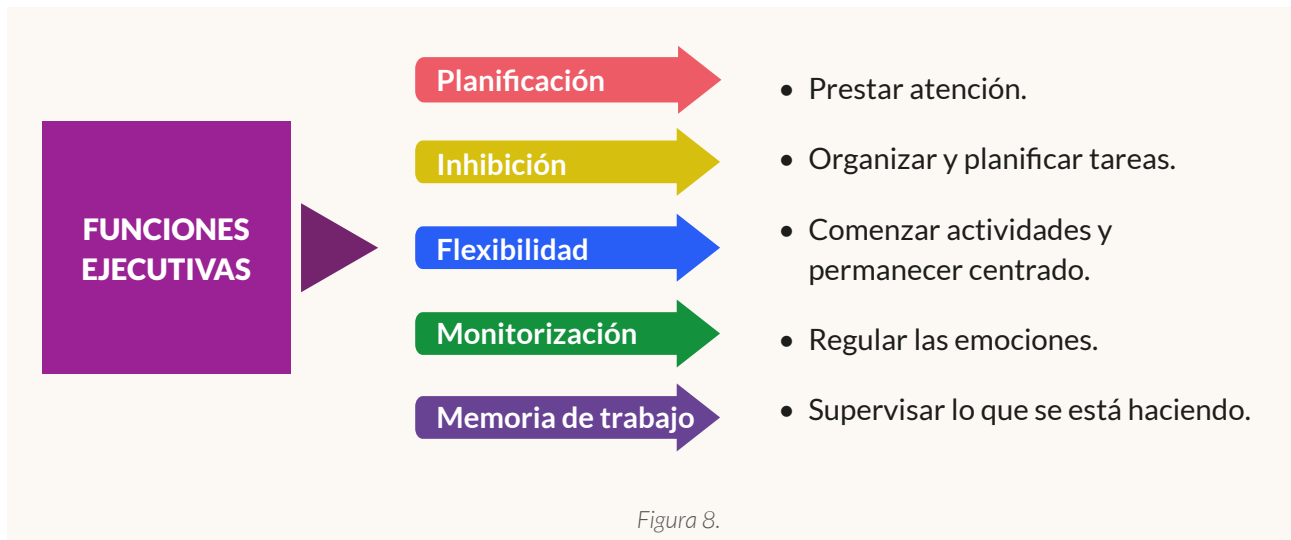 FUNCIONES
EJECUTIVAS
Planificación
Inhibición
Flexibilidad
Monitorización
Memoria de trabajo
• Prestar atención.
• Organizar y planificar tareas.
• Comenzar actividades y
permanecer centrado.
• Regular las emociones.
• Supervisar lo que se está haciendo.
Figura 8.